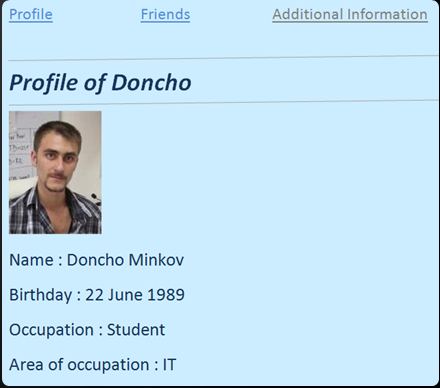 Profile Friends Additional Information
Profile of Doncho
Name : Doncho Minkov
Birthday : 22 June 1989
Occupation : Student
Area of occupation : IT